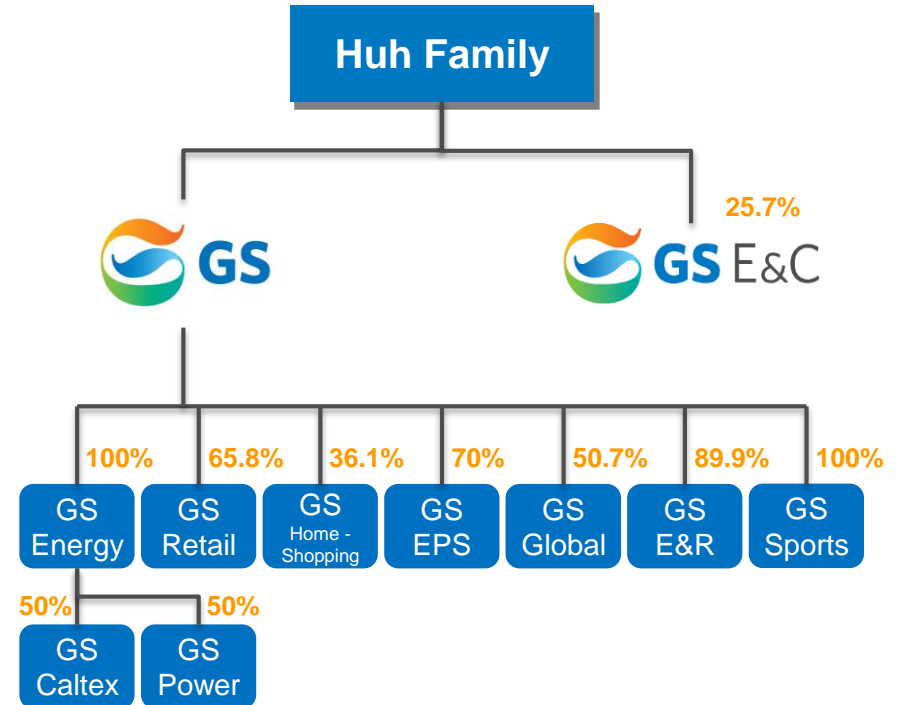 Huh Family
25.7%
GS
GS E&C
100%
65.8%
36.1%
70%
50.7%
89.9%
100%
GS
Energy
GS
Retail
GS
Home -
Shopping
GS
EPS
GS
Global
GS
E&R
GS
Sports
50%
50%
GS
Caltex
GS
Power